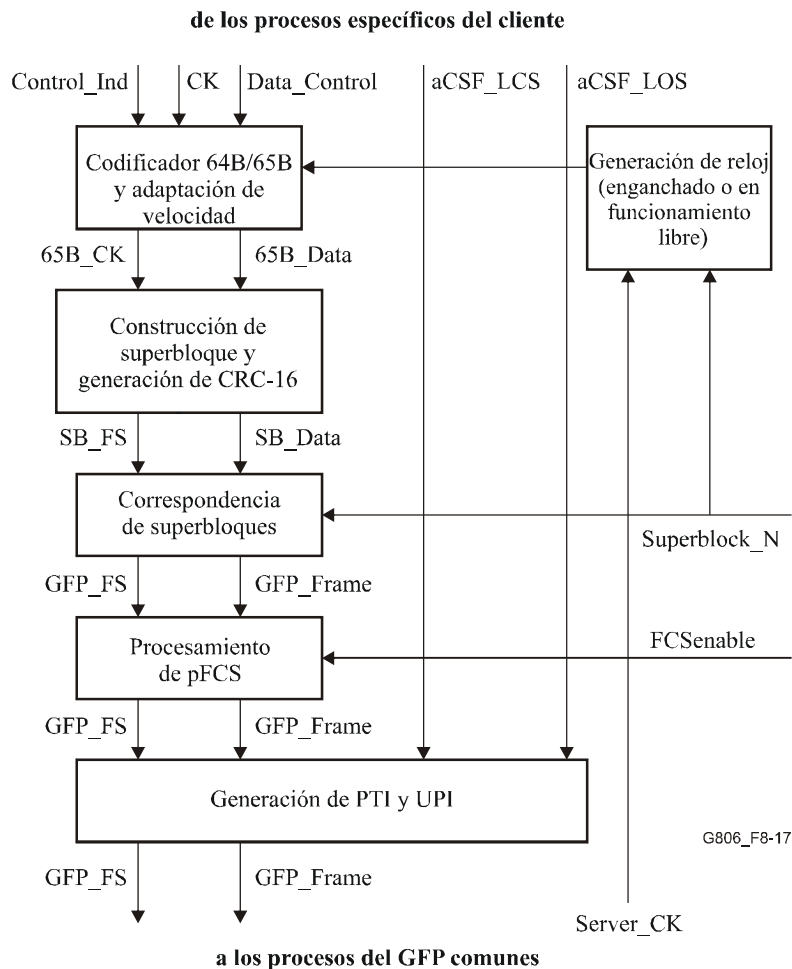 de los procesos específicos del cliente
Control_Ind
CK
Data_Control
aCSF_LCS
aCSF_LOS
Codificador 64B/65B
y adaptación de
velocidad
Generación de reloj
(enganchado o en
funcionamiento
libre)
65B_CK
65B_Data
Construcción de
superbloque y
generación de CRC-16
SB_FS
SB_Data
Correspondencia
de superbloques
Superblock_N
GFP_FS
GFP_Frame
Procesamiento
de pFCS
FCSenable
GFP_FS
GFP_Frame
Generación de PTI y UPI
G806_F8-17
GFP_FS
GFP_Frame
Server_CK
a los procesos del GFP comunes